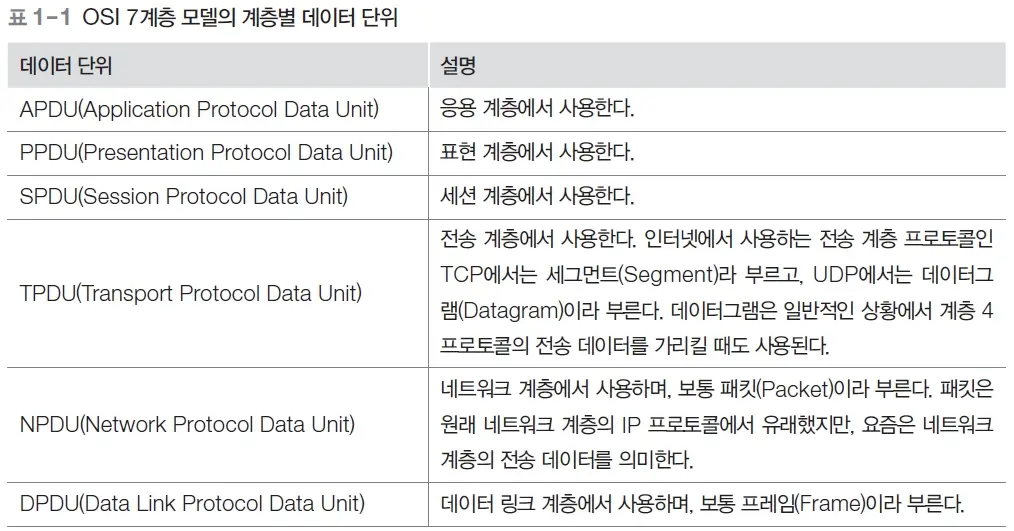 표 1-1 OSI 7계층 모델의 계층별 데이터 단위
데이터 단위
설명
APDU(Application Protocol Data Unit)
응용 계층에서 사용한다.
PPDU(Presentation Protocol Data Unit)
표현 계층에서 사용한다.
SPDU(Session Protocol Data Unit)
세션 계층에서 사용한다.
TPDU(Transport Protocol Data Unit)
전송 계층에서 사용한다. 인터넷에서 사용하는 전송 계층 프로토콜인
TCP에서는 세그먼트(Segment)라 부르고, UDP에서는 데이터그
램(Datagram)이라 부른다. 데이터그램은 일반적인 상황에서 계층 4
프로토콜의 전송 데이터를 가리킬 때도 사용된다.
NPDU(Network Protocol Data Unit)
네트워크 계층에서 사용하며, 보통 패킷(Packet)이라 부른다. 패킷은
원래 네트워크 계층의 IP 프로토콜에서 유래했지만, 요즘은 네트워크
계층의 전송 데이터를 의미한다.
DPDU(Data Link Protocol Data Unit)
데이터 링크 계층에서 사용하며, 보통 프레임(Frame)이라 부른다.